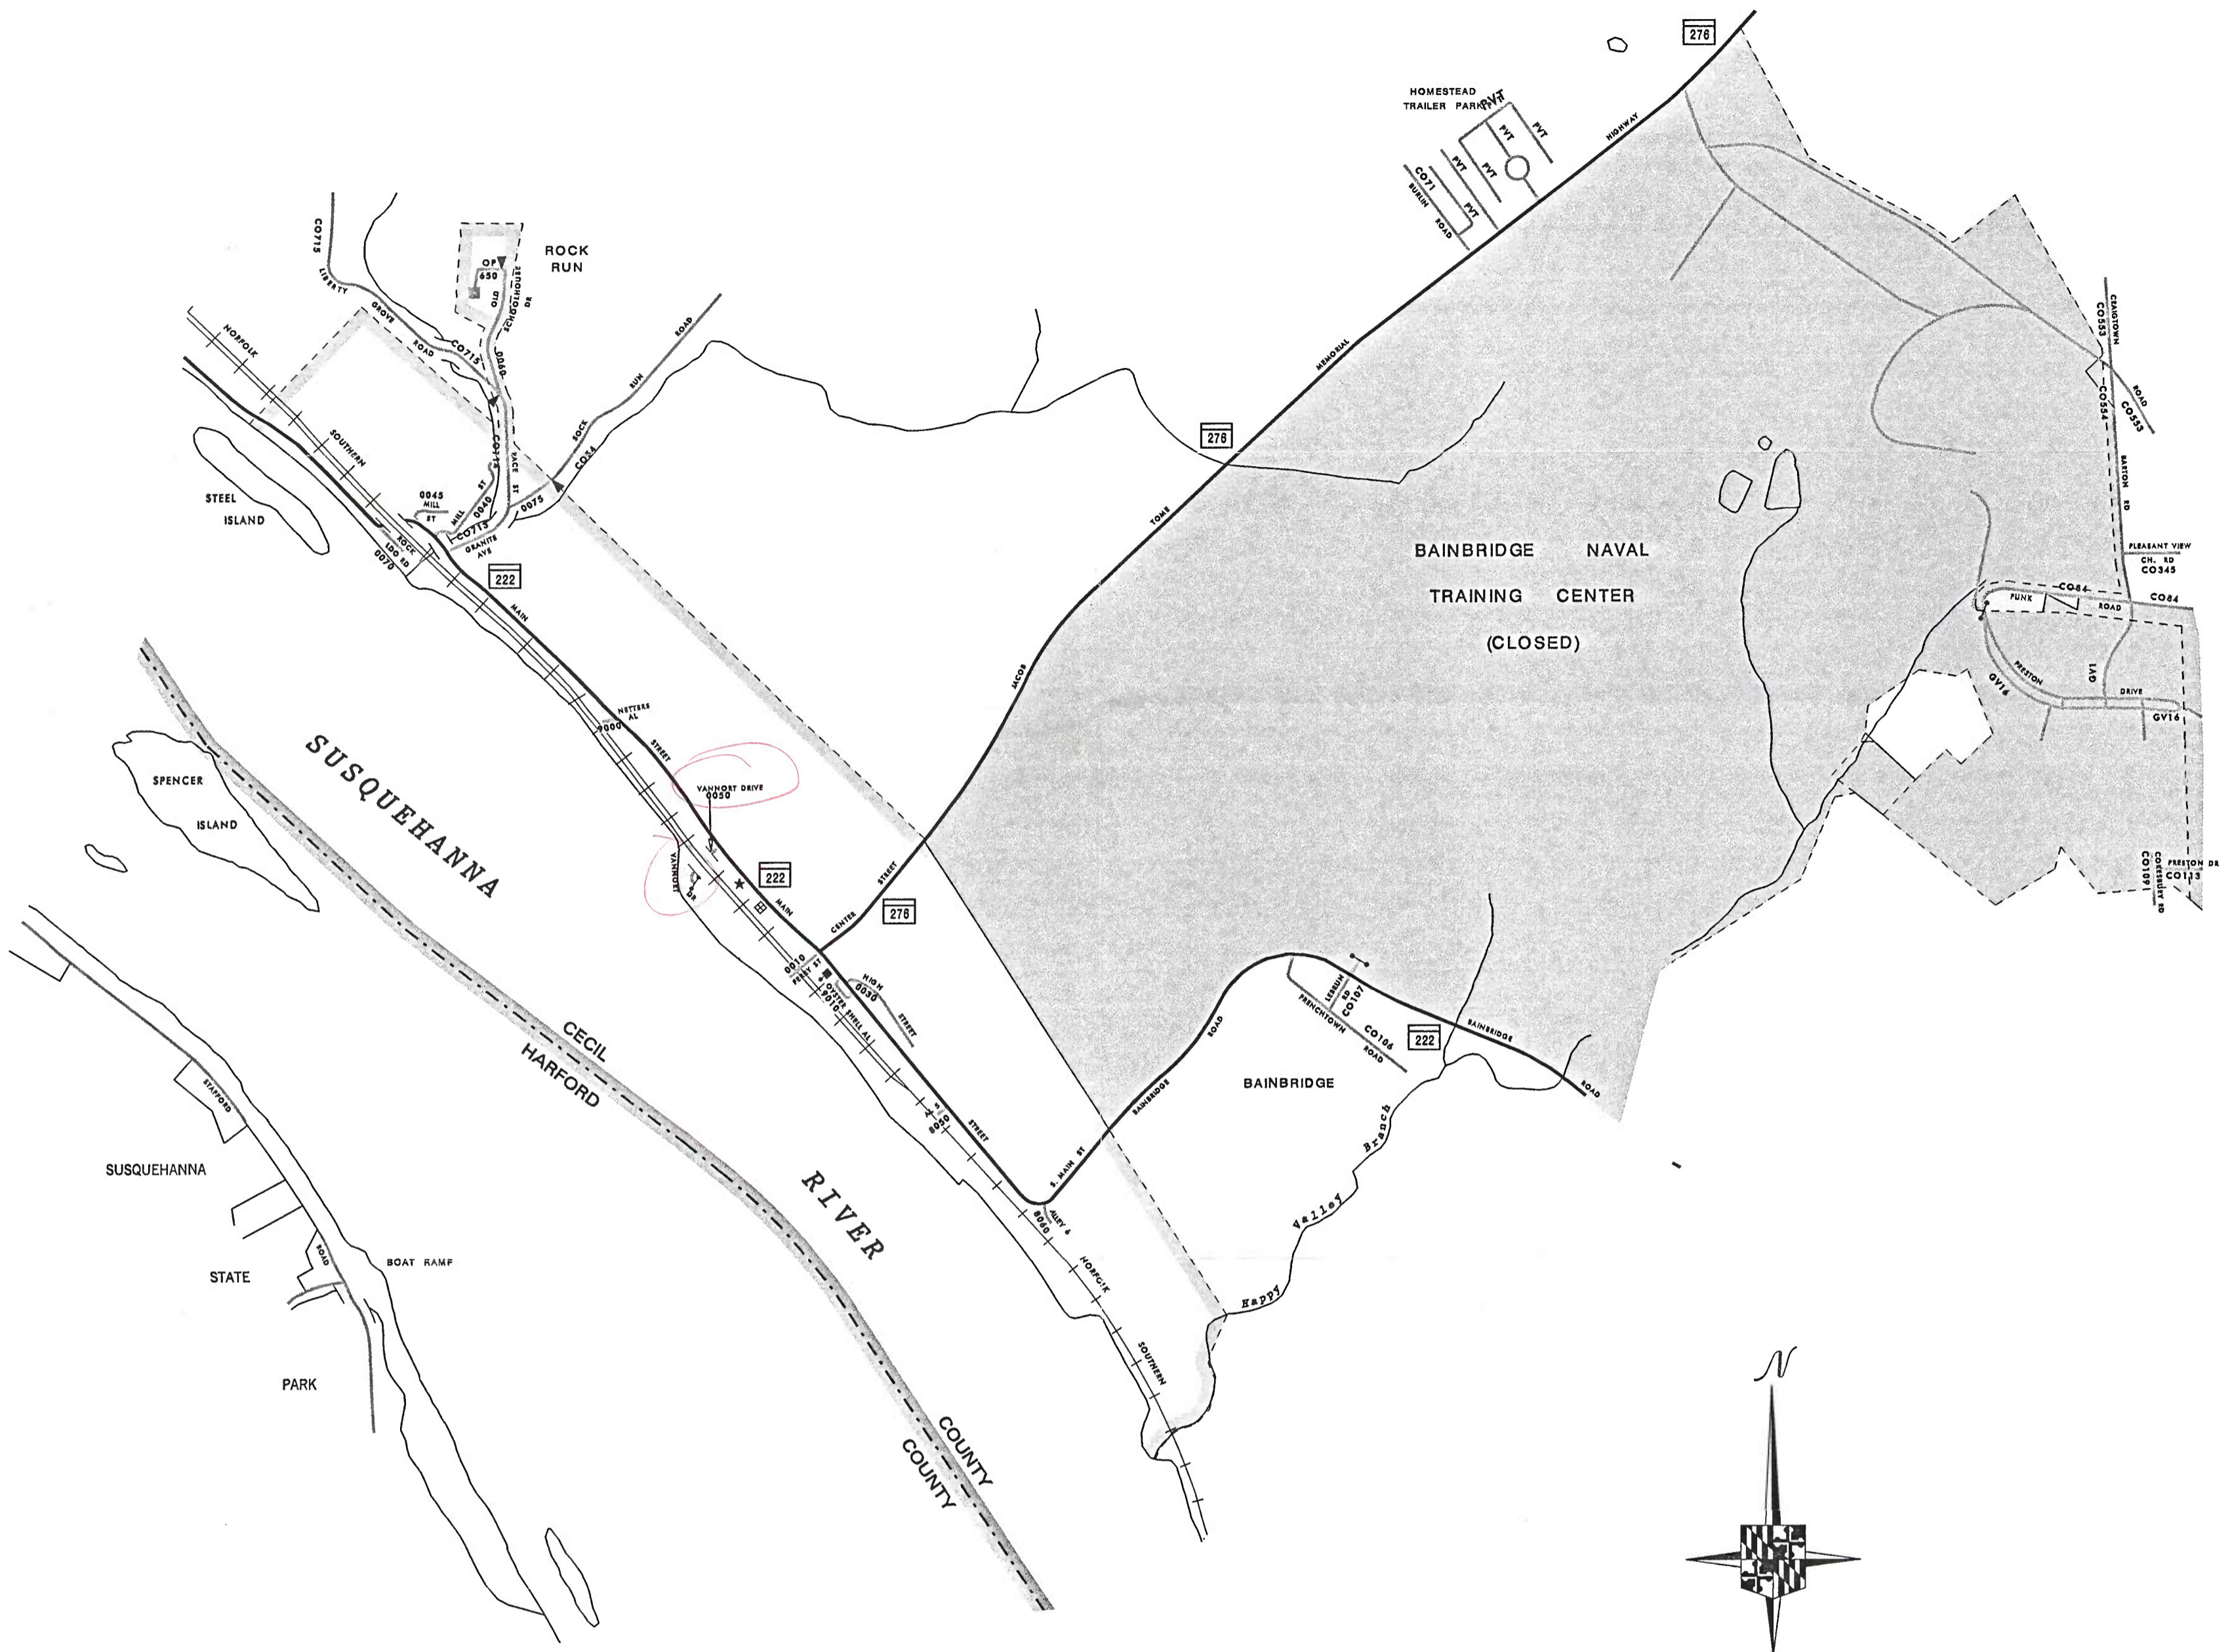 276
HOMESTEAD
TRAILER PARK
PVT
PVT
PVT
PVT
PVT
PVT
CO71
BURLIN ROAD
HIGHWAY
MEMORIAL
TOME
JACOB
276
ROCK
RUN
OP
650
OLD SCHOOLHOUSE DR
0060
CO715
LIBERTY GROVE ROAD
CO715
NORFOLK
SOUTHERN
ROCK RUN ROAD
CO54
RACE ST
0075
STEEL
ISLAND
0045
MILL
ST
MILL ST
0040
CO715
GRANITE
AVE
ROCK
RD
0070
222
MAIN
STREET
NETTERS
AL
9000
VANNORT DRIVE
0050
VANNORT
DR
222
MAIN
CENTER STREET
276
0010
FERRY ST
OYSTER SHELL AL
9010
HIGH STREET
0030
8050
STREET
S. MAIN ST
ALLEY 6
8060
NORFOLK
SOUTHERN
BAINBRIDGE NAVAL
TRAINING CENTER
(CLOSED)
CRAIGTOWN ROAD
CO553
CO553
CO554
BARTON RD
PLEASANT VIEW
CH. RD
CO345
CO84
FUNK ROAD
CO84
PRESTON DRIVE
GV16
GV16
PRESTON DR
CO113
CO109
BAINBRIDGE ROAD
LEBRUN
RD
CO107
FRENCHTOWN ROAD
CO106
222
BAINBRIDGE ROAD
BAINBRIDGE
Happy Valley Branch
SPENCER
ISLAND
SUSQUEHANNA
RIVER
CECIL
HARFORD
COUNTY
COUNTY
STAFFORD
ROAD
SUSQUEHANNA
STATE
PARK
BOAT RAMP
N